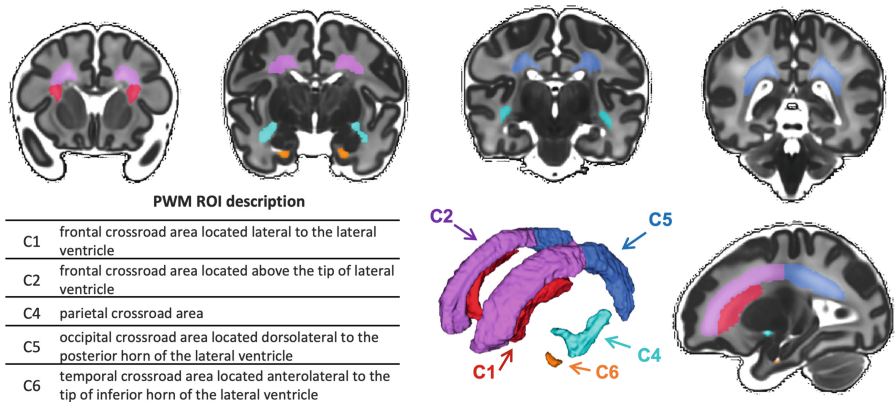 PWM ROI description
C1 frontal crossroad area located lateral to the lateral
ventricle
C2 frontal crossroad area located above the tip of lateral
ventricle
C4 parietal crossroad area
C5 occipital crossroad area located dorsolateral to the
posterior horn of the lateral ventricle
C6 temporal crossroad area located anterolateral to the
tip of inferior horn of the lateral ventricle
C2
C5
C1
C6
C4